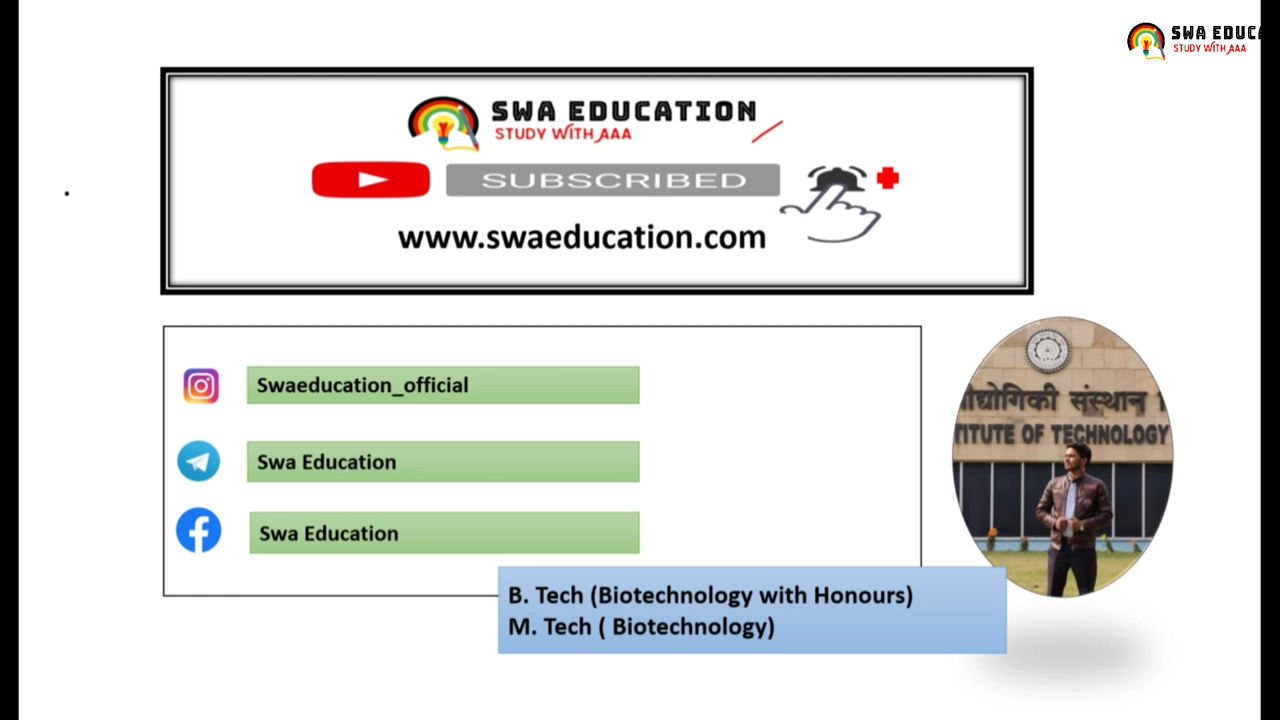 SWA EDUCA
STUDY WITH AAA
SWA EDUCATION
STUDY WITH AAA
SUBSCRIBED
www.swaeducation.com
Swaeducation_official
Swa Education
Swa Education
संस्थान
TITUTE OF TECHNOLOGY
B. Tech (Biotechnology with Honours)
M. Tech ( Biotechnology)